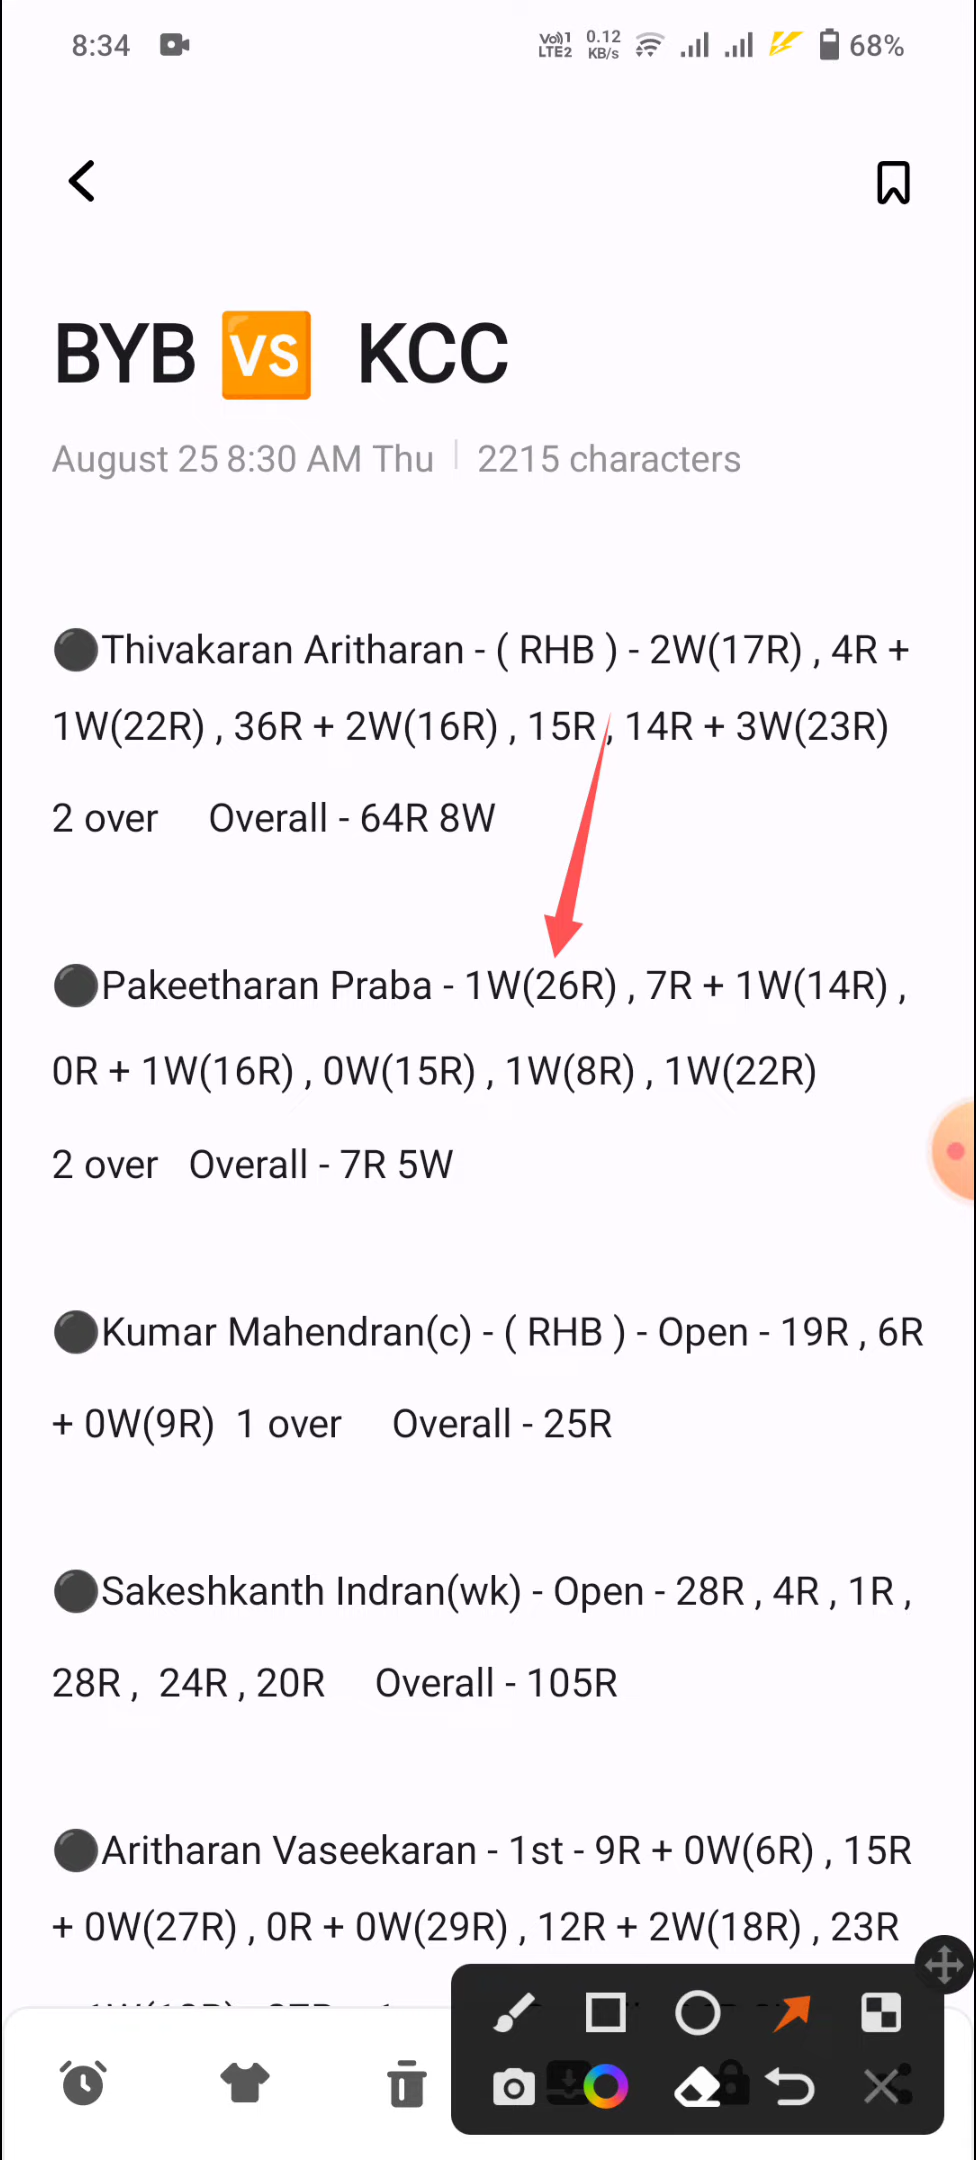 8:34 Vo))1 LTE2 0.12 KB/s 68%
BYB VS KCC
August 25 8:30 AM Thu | 2215 characters
Thivakaran Aritharan - ( RHB ) - 2W(17R) , 4R +
1W(22R) , 36R + 2W(16R) , 15R , 14R + 3W(23R)
2 over Overall - 64R 8W
Pakeetharan Praba - 1W(26R) , 7R + 1W(14R) ,
0R + 1W(16R) , 0W(15R) , 1W(8R) , 1W(22R)
2 over Overall - 7R 5W
Kumar Mahendran(c) - ( RHB ) - Open - 19R , 6R
+ 0W(9R) 1 over Overall - 25R
Sakeshkanth Indran(wk) - Open - 28R , 4R , 1R ,
28R , 24R , 20R Overall - 105R
Aritharan Vaseekaran - 1st - 9R + 0W(6R) , 15R
+ 0W(27R) , 0R + 0W(29R) , 12R + 2W(18R) , 23R